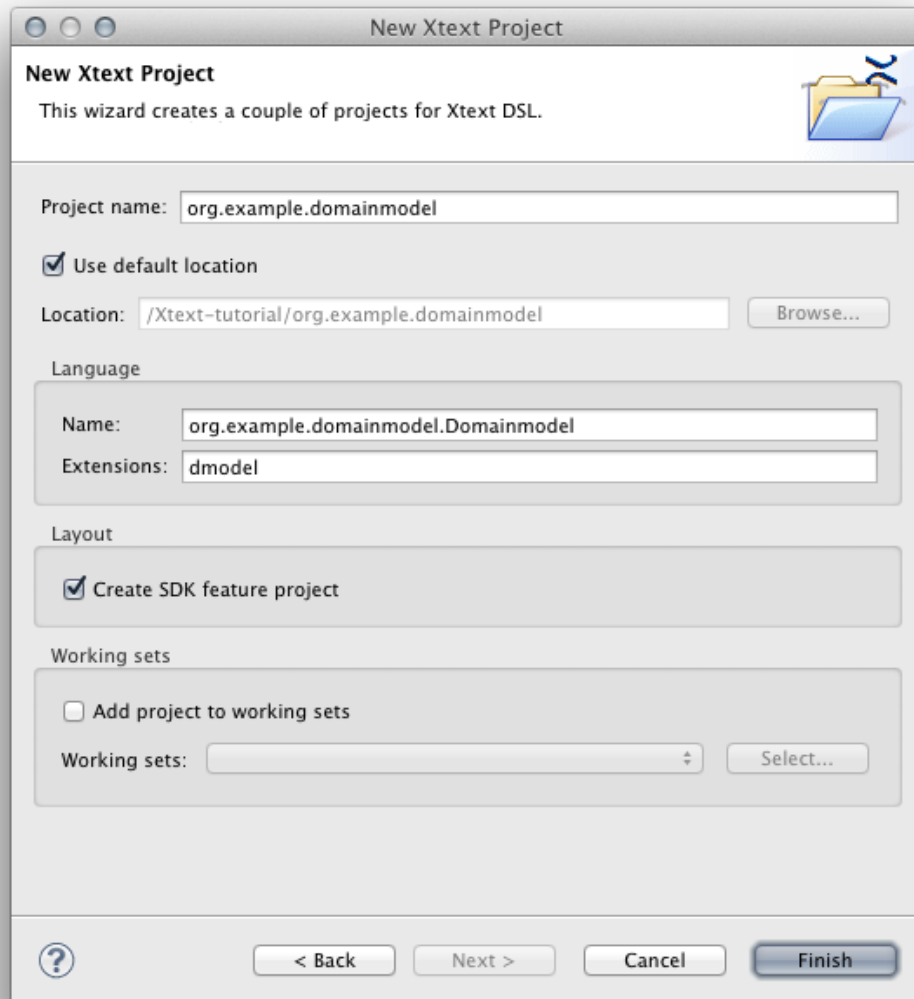 New Xtext Project
New Xtext Project
This wizard creates a couple of projects for Xtext DSL.
Project name: org.example.domainmodel
Use default location
Location: /Xtext-tutorial/org.example.domainmodel Browse...
Language
Name: org.example.domainmodel.Domainmodel
Extensions: dmodel
Layout
Create SDK feature project
Working sets
Add project to working sets
Working sets: Select...
? < Back Next > Cancel Finish